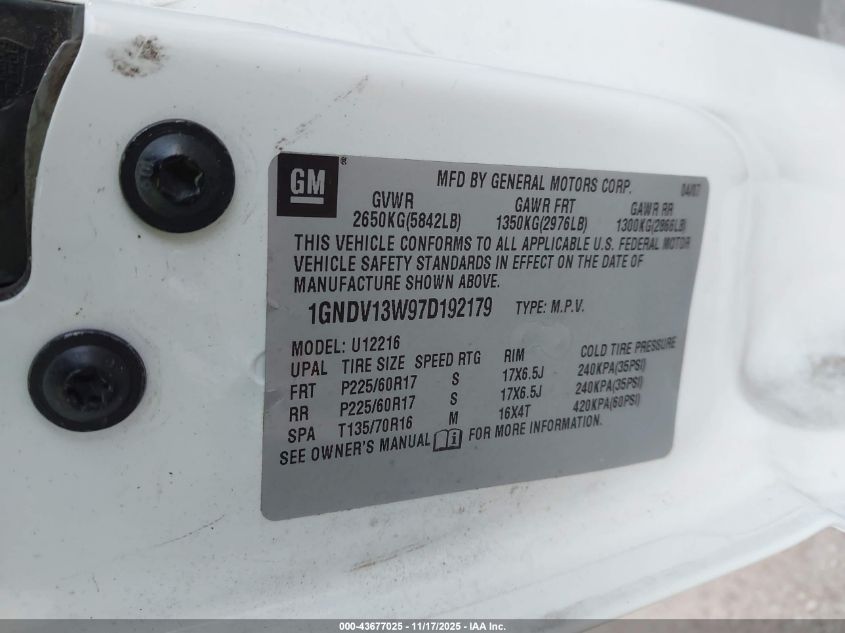 GM®
MFD BY GENERAL MOTORS CORP. 04/07
GVWR GAWR FRT GAWR RR
2650KG(5842LB) 1350KG(2976LB) 1300KG(2866LB)
THIS VEHICLE CONFORMS TO ALL APPLICABLE U.S. FEDERAL MOTOR
VEHICLE SAFETY STANDARDS IN EFFECT ON THE DATE OF
MANUFACTURE SHOWN ABOVE.
1GNDV13W97D192179 TYPE: M.P.V.
MODEL: U12216
UPAL TIRE SIZE SPEED RTG RIM COLD TIRE PRESSURE
FRT P225/60R17 S 17X6.5J 240KPA(35PSI)
RR P225/60R17 S 17X6.5J 240KPA(35PSI)
SPA T135/70R16 M 16X4T 420KPA(60PSI)
SEE OWNER'S MANUAL FOR MORE INFORMATION.
000-43677025 - 11/17/2025 - IAA Inc.